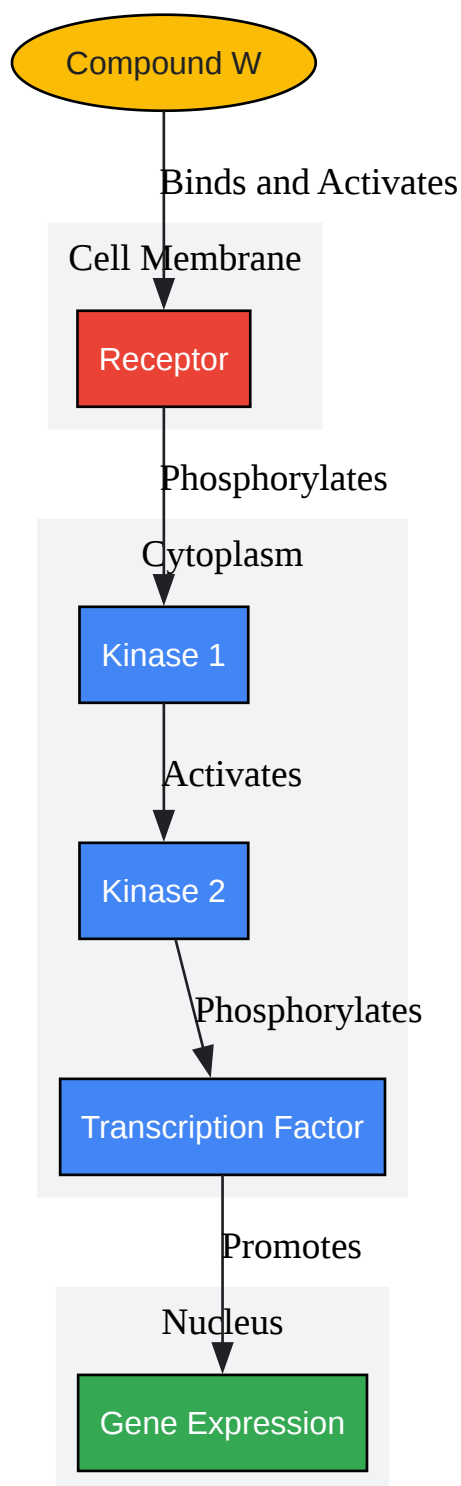 Compound W
Binds and Activates
Cell Membrane
Receptor
Phosphorylates
Cytoplasm
Kinase 1
Activates
Kinase 2
Phosphorylates
Transcription Factor
Promotes
Nucleus
Gene Expression